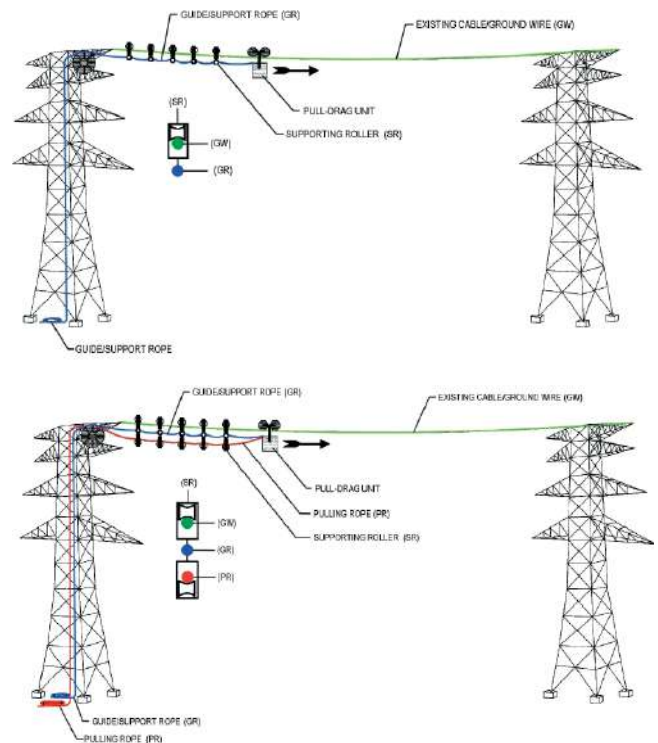 GUIDE/SUPPORT ROPE (GR)
EXISTING CABLE/GROUND WIRE (GW)
(SR)
PULL-DRAG UNIT
SUPPORTING ROLLER (SR)
(GW)
(GR)
GUIDE/SUPPORT ROPE
GUIDE/SUPPORT ROPE (GR)
EXISTING CABLE/GROUND WIRE (GW)
(SR)
PULL-DRAG UNIT
PULLING ROPE (PR)
(GW)
SUPPORTING ROLLER (SR)
(GR)
(PR)
GUIDE/SUPPORT ROPE (GR)
PULLING ROPE (PR)